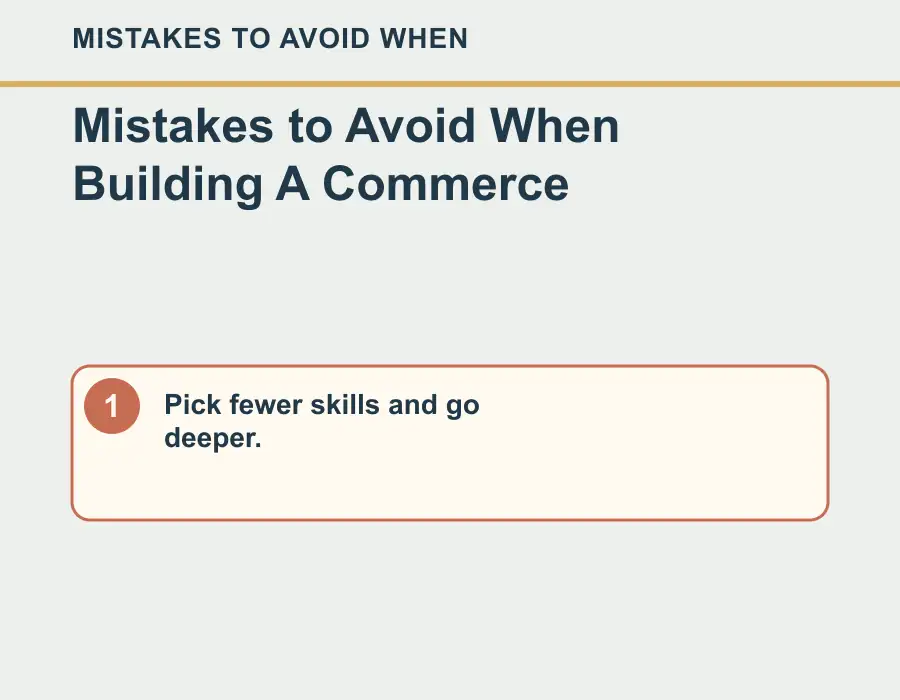 MISTAKES TO AVOID WHEN
Mistakes to Avoid When
Building A Commerce
1
Pick fewer skills and go
deeper.